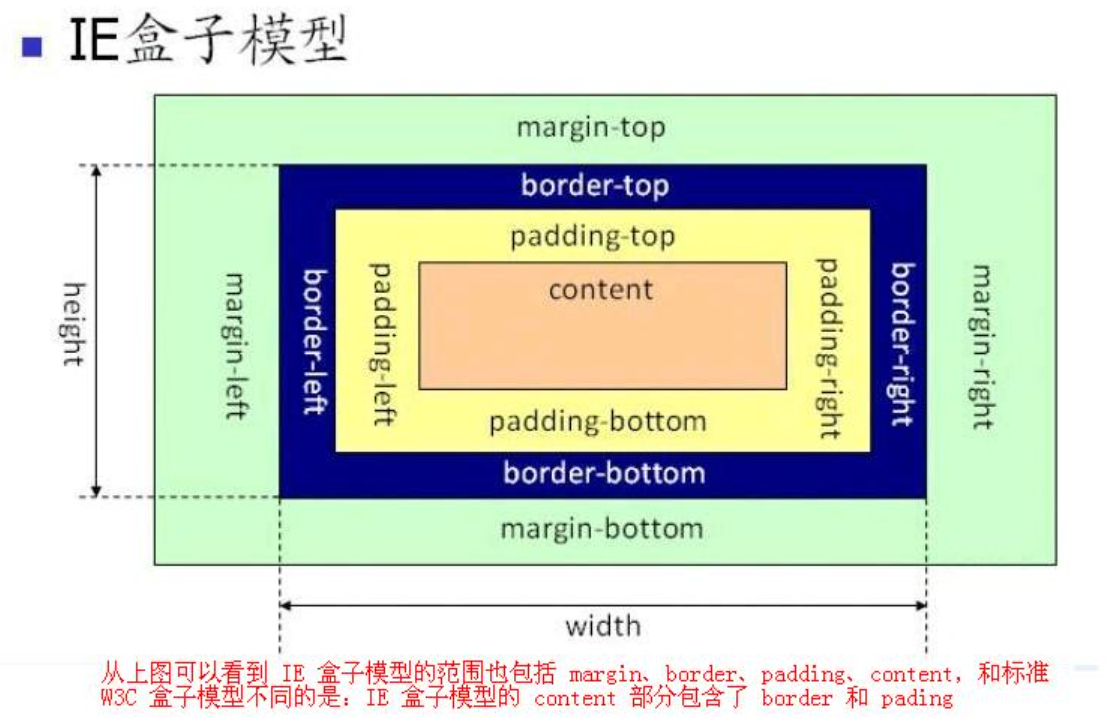 IE盒子模型
margin-top
border-top
padding-top
content
height
margin-left
border-left
padding-left
padding-right
border-right
margin-right
padding-bottom
border-bottom
margin-bottom
width
从上图可以看到 IE 盒子模型的范围也包括 margin、border、padding、content，和标准
W3C 盒子模型不同的是：IE 盒子模型的 content 部分包含了 border 和 pading